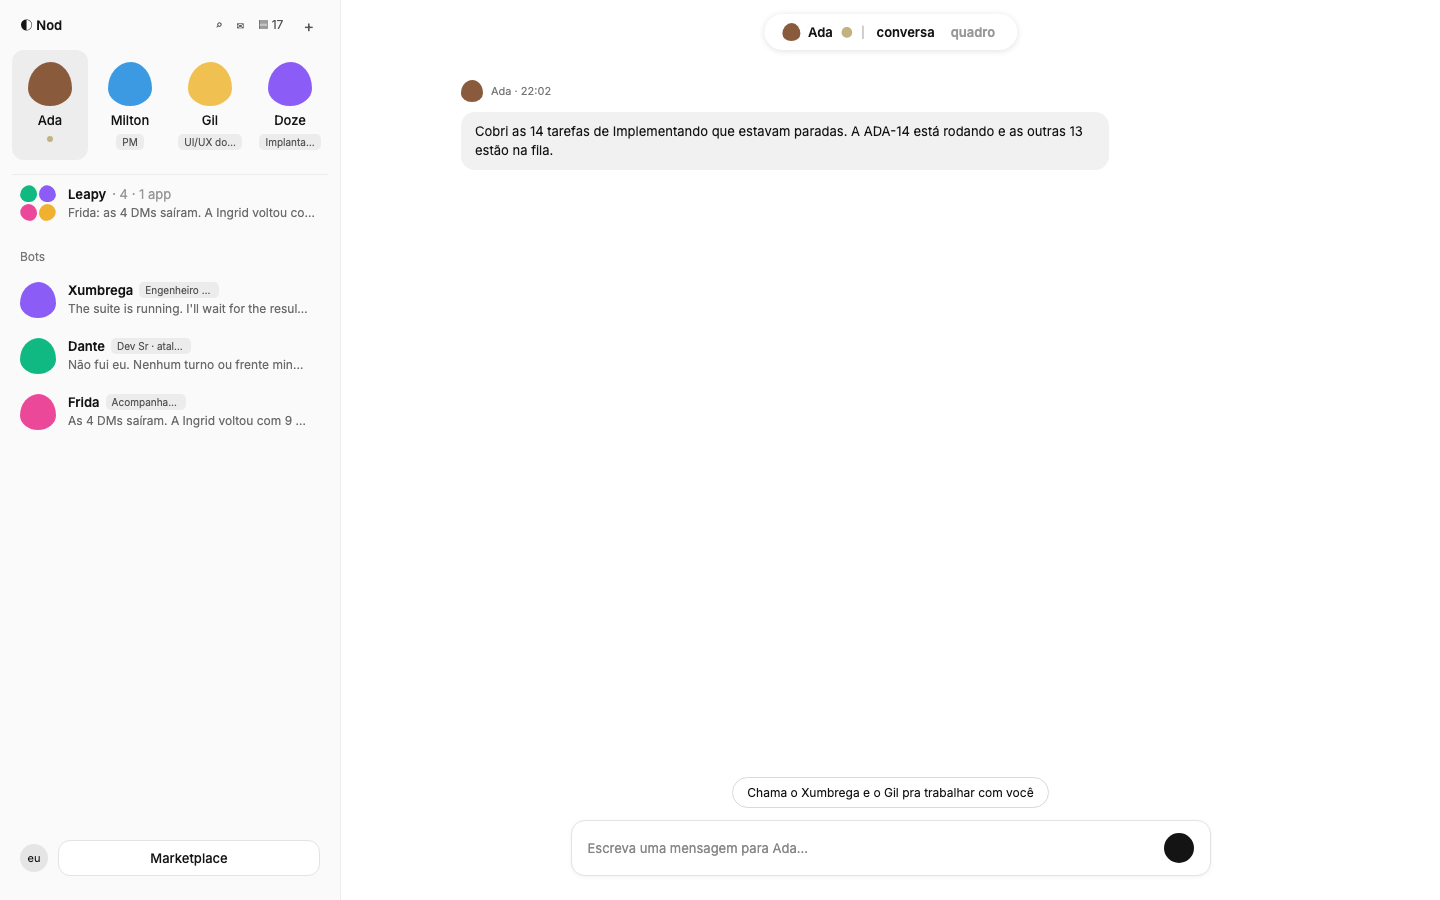 Nod
17
+
Ada
Milton
PM
Gil
UI/UX do...
Doze
Implanta...
Leapy · 4 · 1 app
Frida: as 4 DMs saíram. A Ingrid voltou co...
Bots
Xumbrega Engenheiro ...
The suite is running. I'll wait for the resul...
Dante Dev Sr · atal...
Não fui eu. Nenhum turno ou frente min...
Frida Acompanha...
As 4 DMs saíram. A Ingrid voltou com 9 ...
eu
Marketplace
Ada | conversa quadro
Ada · 22:02
Cobri as 14 tarefas de Implementando que estavam paradas. A ADA-14 está rodando e as outras 13
estão na fila.
Chama o Xumbrega e o Gil pra trabalhar com você
Escreva uma mensagem para Ada...